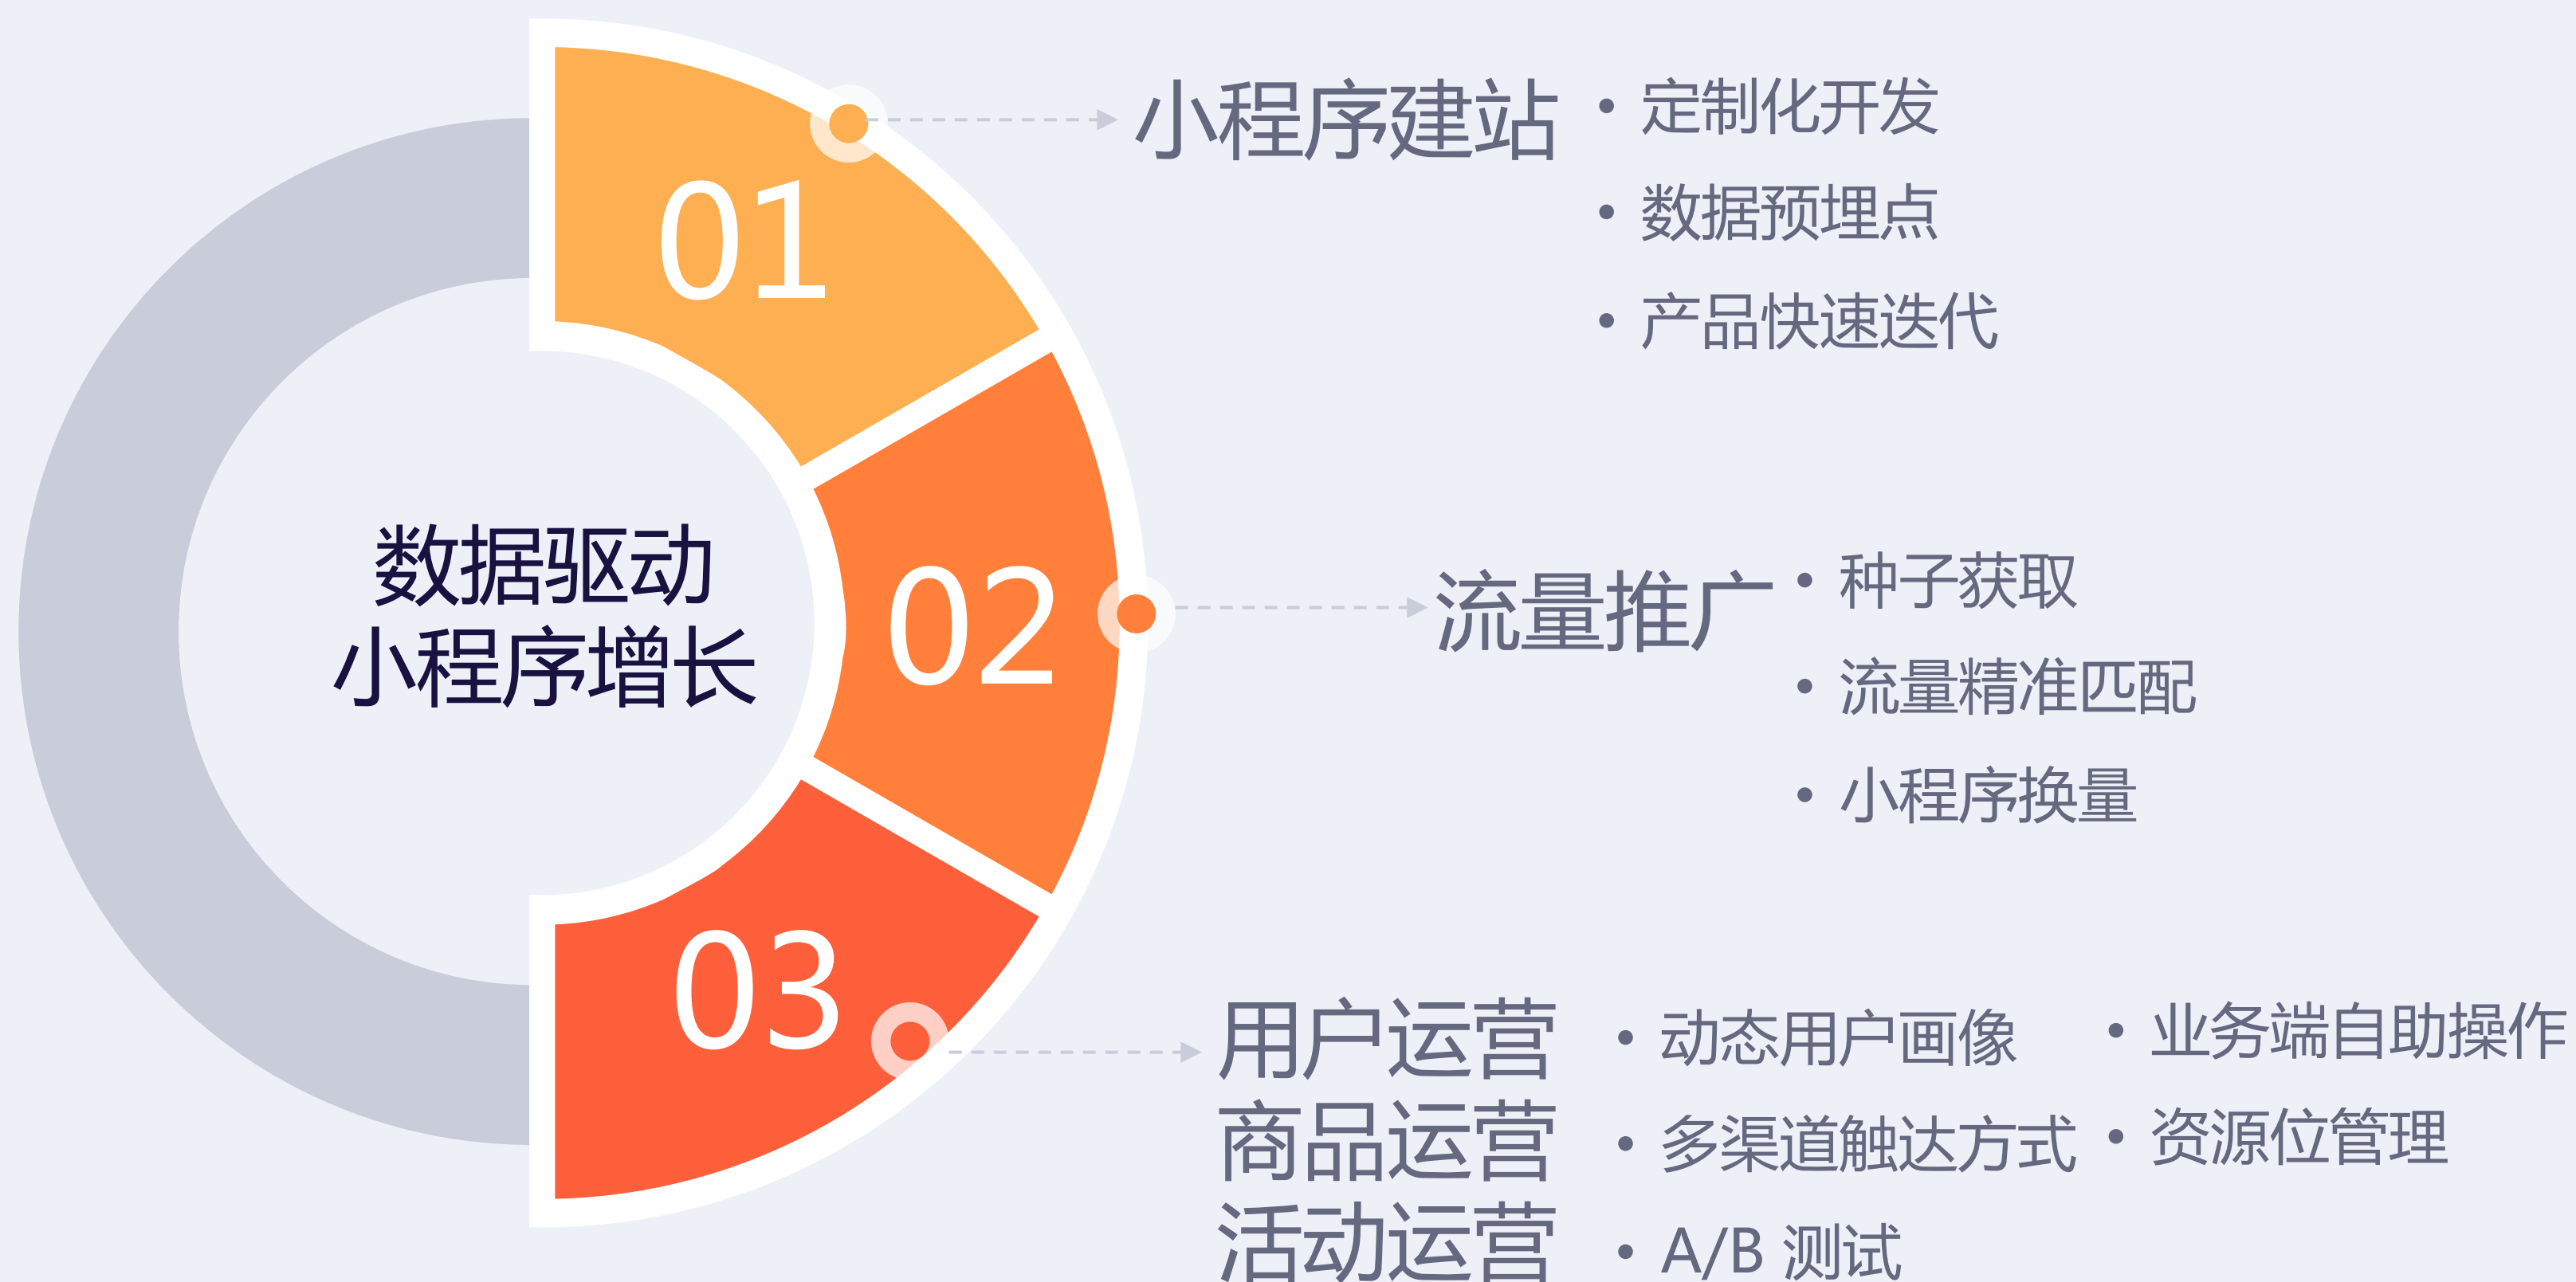 数据驱动
小程序增长
01
小程序建站
定制化开发
数据预埋点
产品快速迭代
02
流量推广
种子获取
流量精准匹配
小程序换量
03
用户运营
商品运营
活动运营
动态用户画像
多渠道触达方式
A/B 测试
业务端自助操作
资源位管理